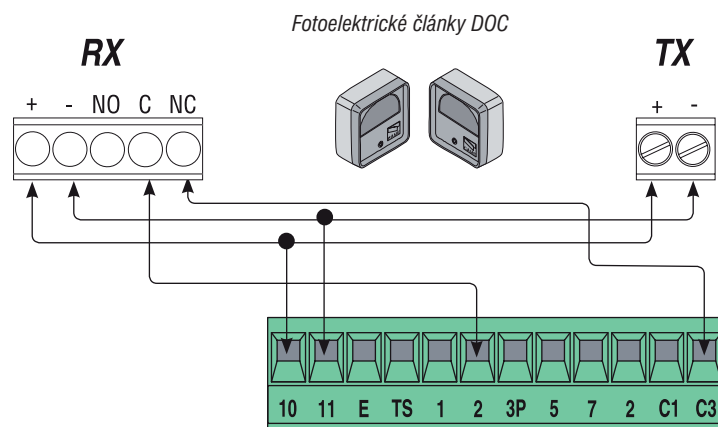 Fotoelektrické články DOC
RX
TX
+ - NO C NC
+ -
10 11 E TS 1 2 3P 5 7 2 C1 C3